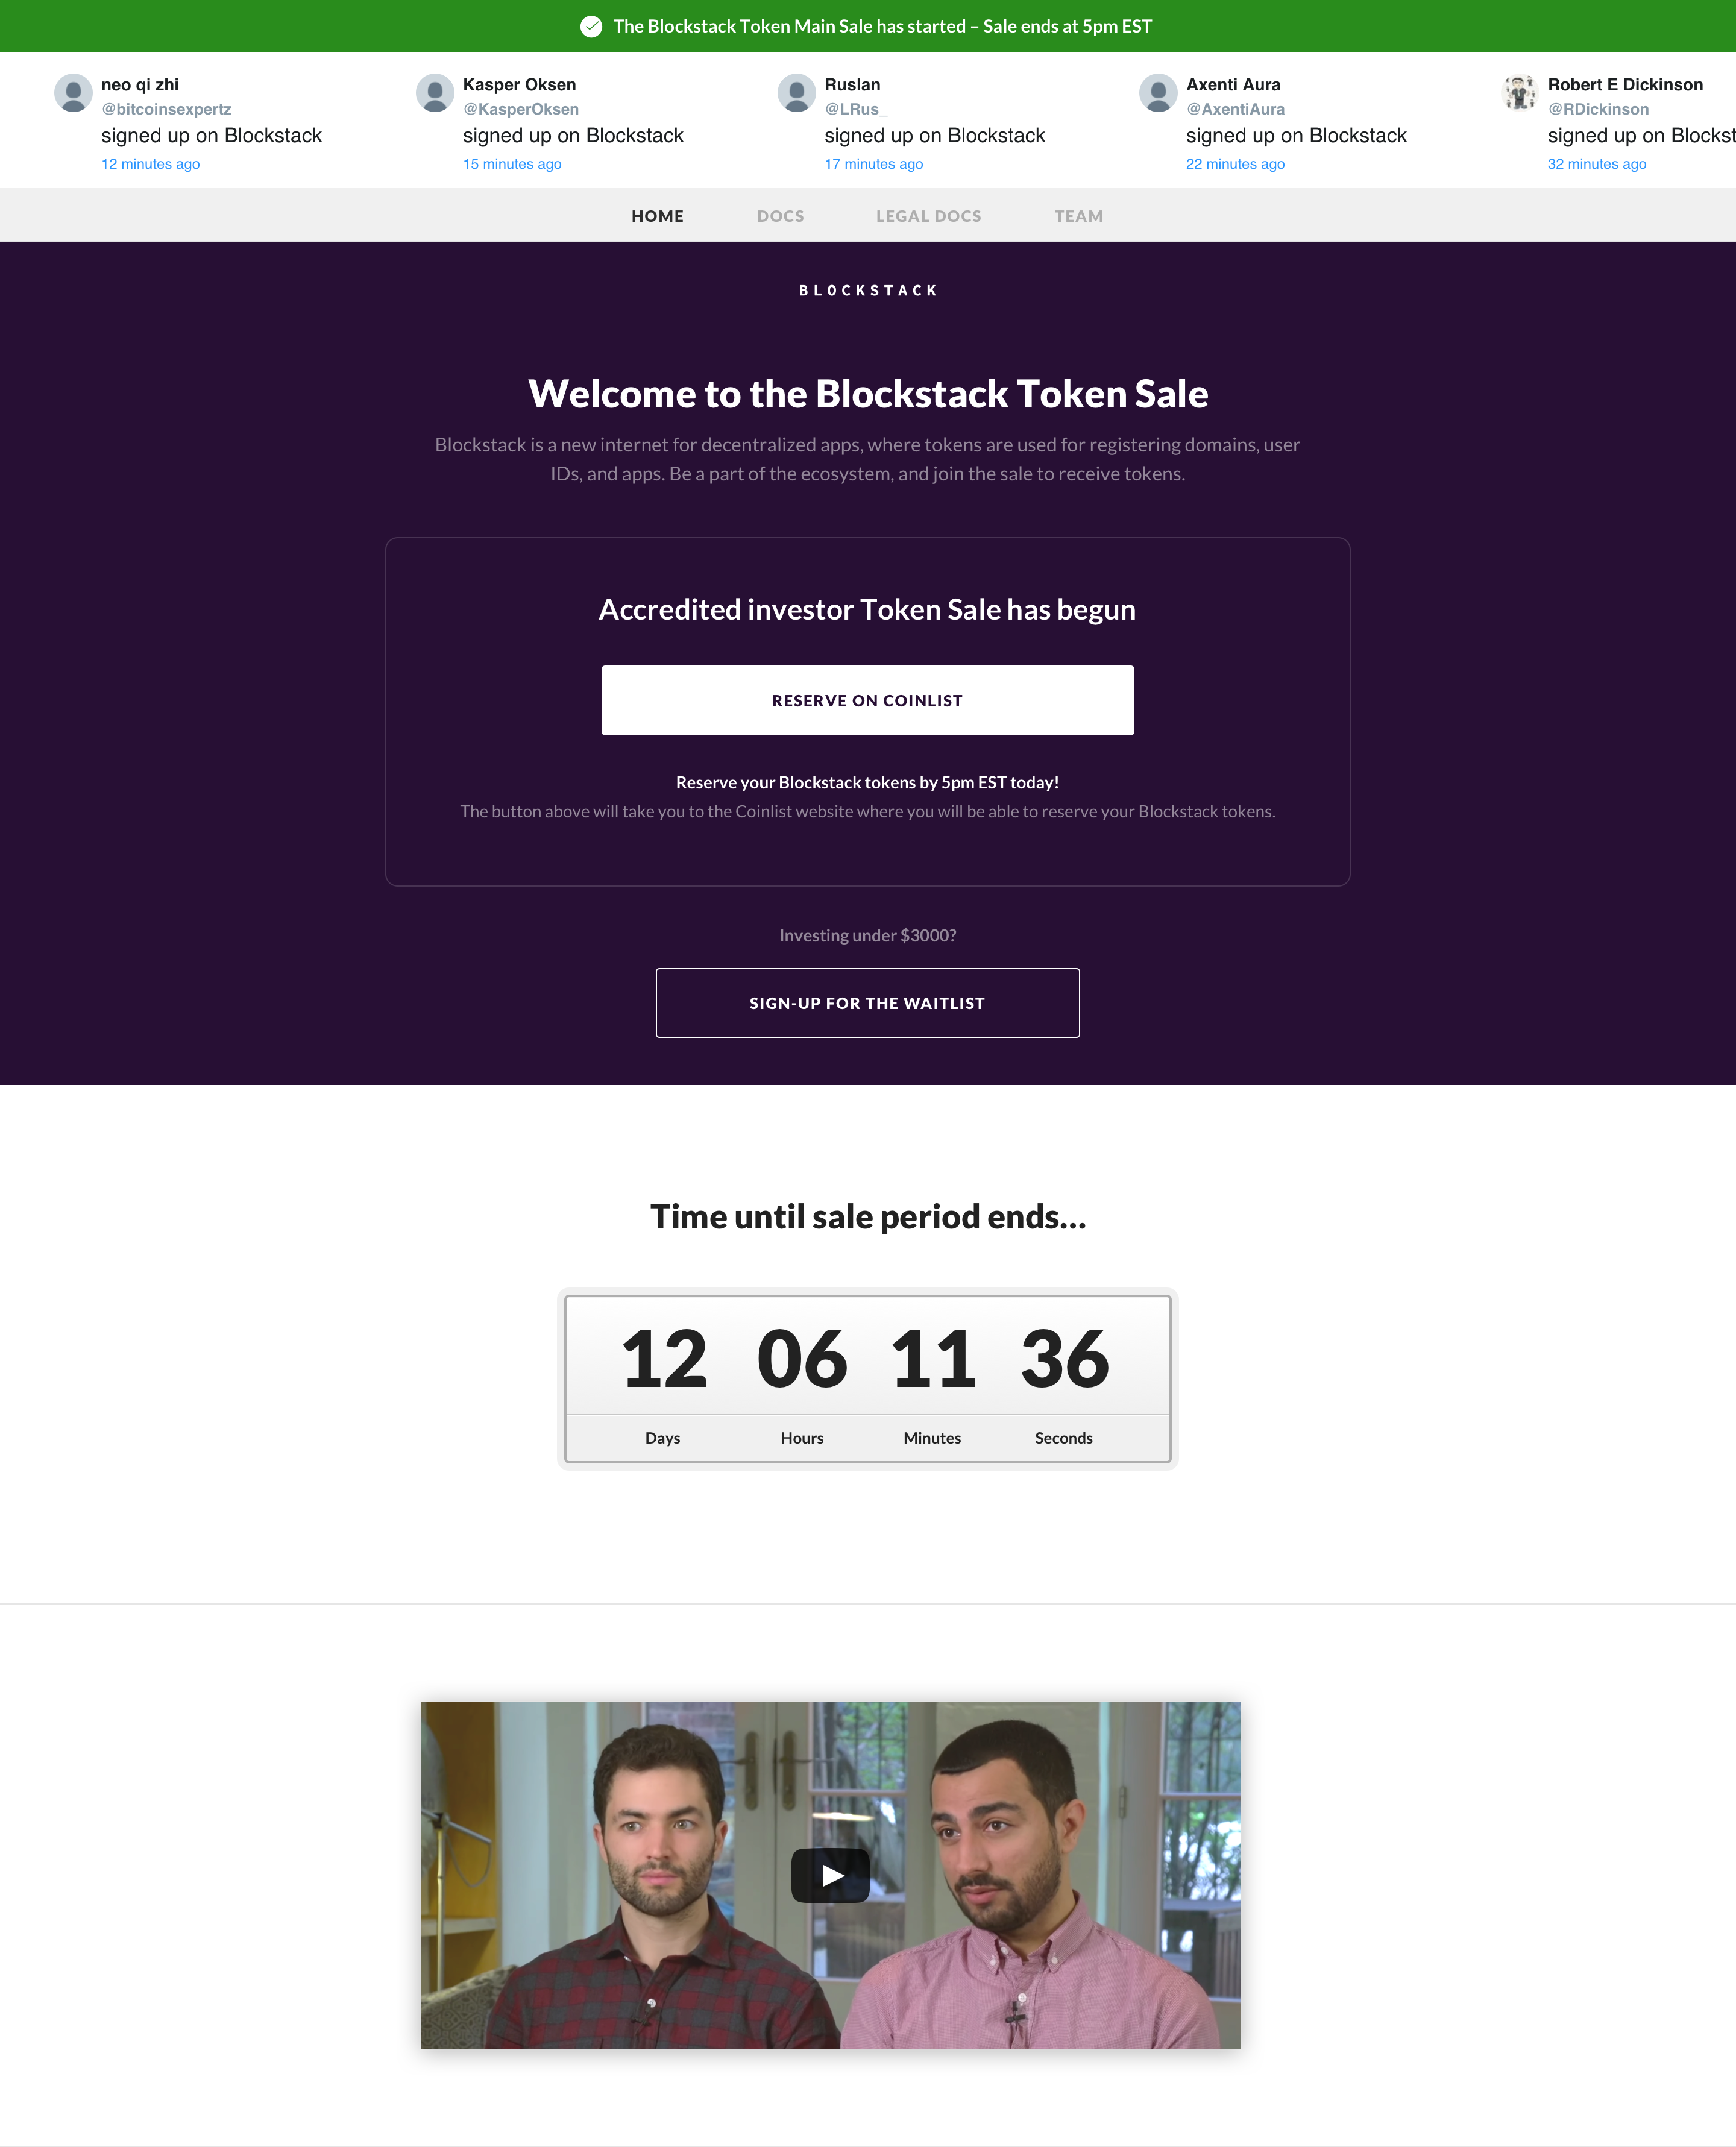 The Blockstack Token Main Sale has started – Sale ends at 5pm EST
neo qi zhi
@bitcoinsexpertz
signed up on Blockstack
12 minutes ago
Kasper Oksen
@KasperOksen
signed up on Blockstack
15 minutes ago
Ruslan
@LRus_
signed up on Blockstack
17 minutes ago
Axenti Aura
@AxentiAura
signed up on Blockstack
22 minutes ago
Robert E Dickinson
@RDickinson
signed up on Blockst
32 minutes ago
HOME DOCS LEGAL DOCS TEAM
BLOCKSTACK
Welcome to the Blockstack Token Sale
Blockstack is a new internet for decentralized apps, where tokens are used for registering domains, user
IDs, and apps. Be a part of the ecosystem, and join the sale to receive tokens.
Accredited investor Token Sale has begun
RESERVE ON COINLIST
Reserve your Blockstack tokens by 5pm EST today!
The button above will take you to the Coinlist website where you will be able to reserve your Blockstack tokens.
Investing under $3000?
SIGN-UP FOR THE WAITLIST
Time until sale period ends...
12 06 11 36
Days Hours Minutes Seconds